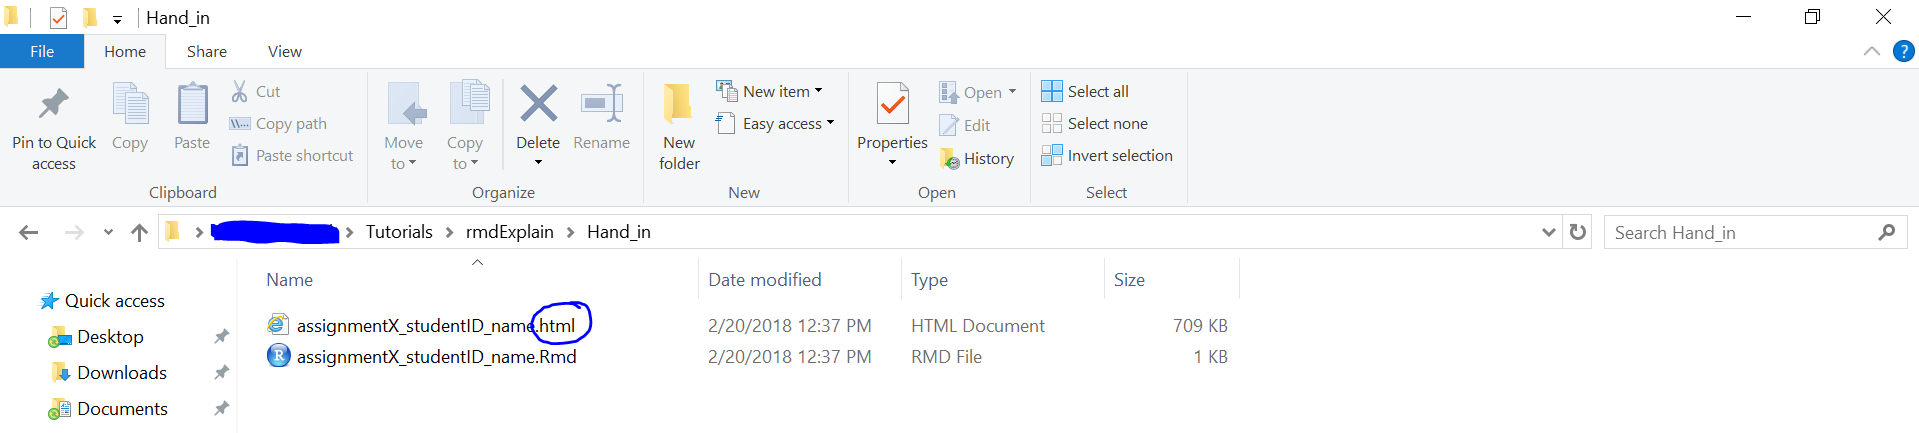 Hand_in
File Home Share View
Pin to Quick access
Copy
Paste
Cut
Copy path
Paste shortcut
Clipboard
Move to
Copy to
Delete
Rename
Organize
New folder
New item
Easy access
New
Properties
Open
Edit
History
Open
Select all
Select none
Invert selection
Select
Tutorials rmdExplain Hand_in
Search Hand_in
Name Date modified Type Size
Quick access
Desktop
Downloads
Documents
assignmentX_studentID_name.html 2/20/2018 12:37 PM HTML Document 709 KB
assignmentX_studentID_name.Rmd 2/20/2018 12:37 PM RMD File 1 KB